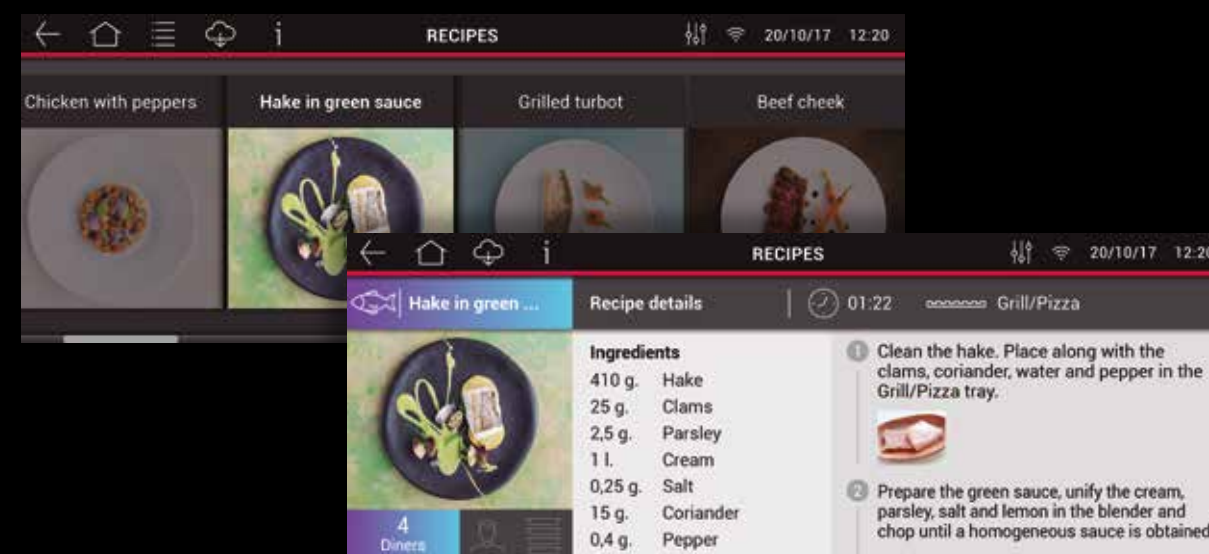 RECIPES
20/10/17 12:20
Chicken with peppers
Hake in green sauce
Grilled turbot
Beef cheek
RECIPES
20/10/17 12:20
Hake in green ...
Recipe details
01:22
Grill/Pizza
Ingredients
410 g. Hake
25 g. Clams
2,5 g. Parsley
1 l. Cream
0,25 g. Salt
15 g. Coriander
0,4 g. Pepper
4
Diners
1 Clean the hake. Place along with the
clams, coriander, water and pepper in the
Grill/Pizza tray.
2 Prepare the green sauce, unify the cream,
parsley, salt and lemon in the blender and
chop until a homogeneous sauce is obtained